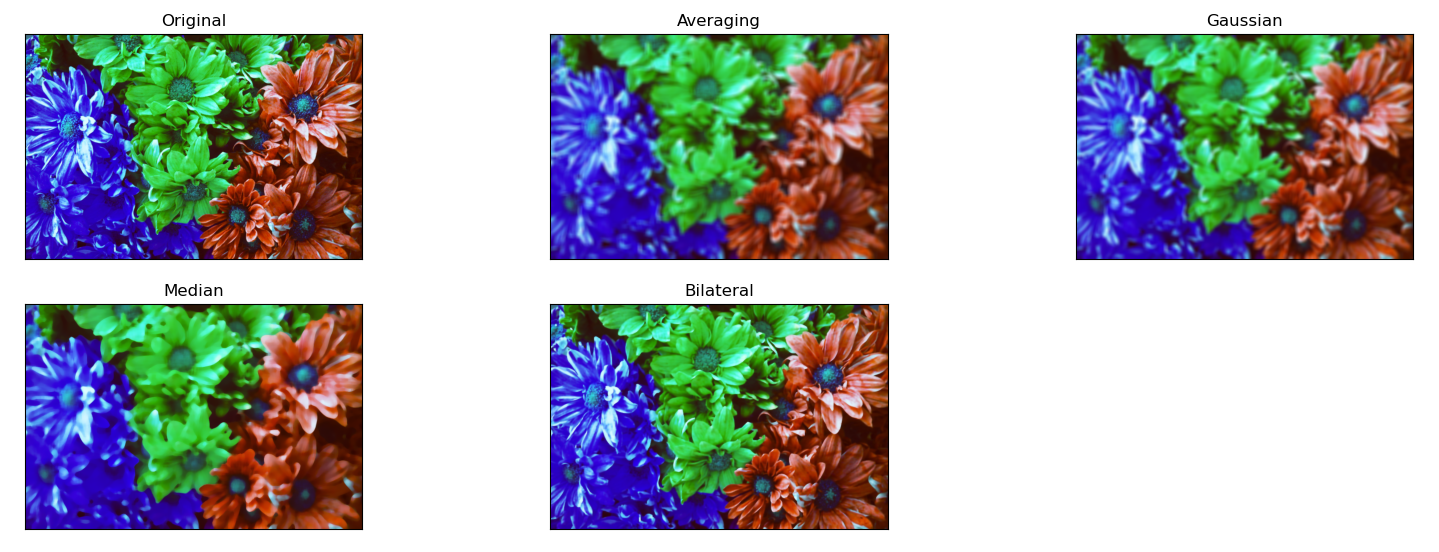 Original
Averaging
Gaussian
Median
Bilateral